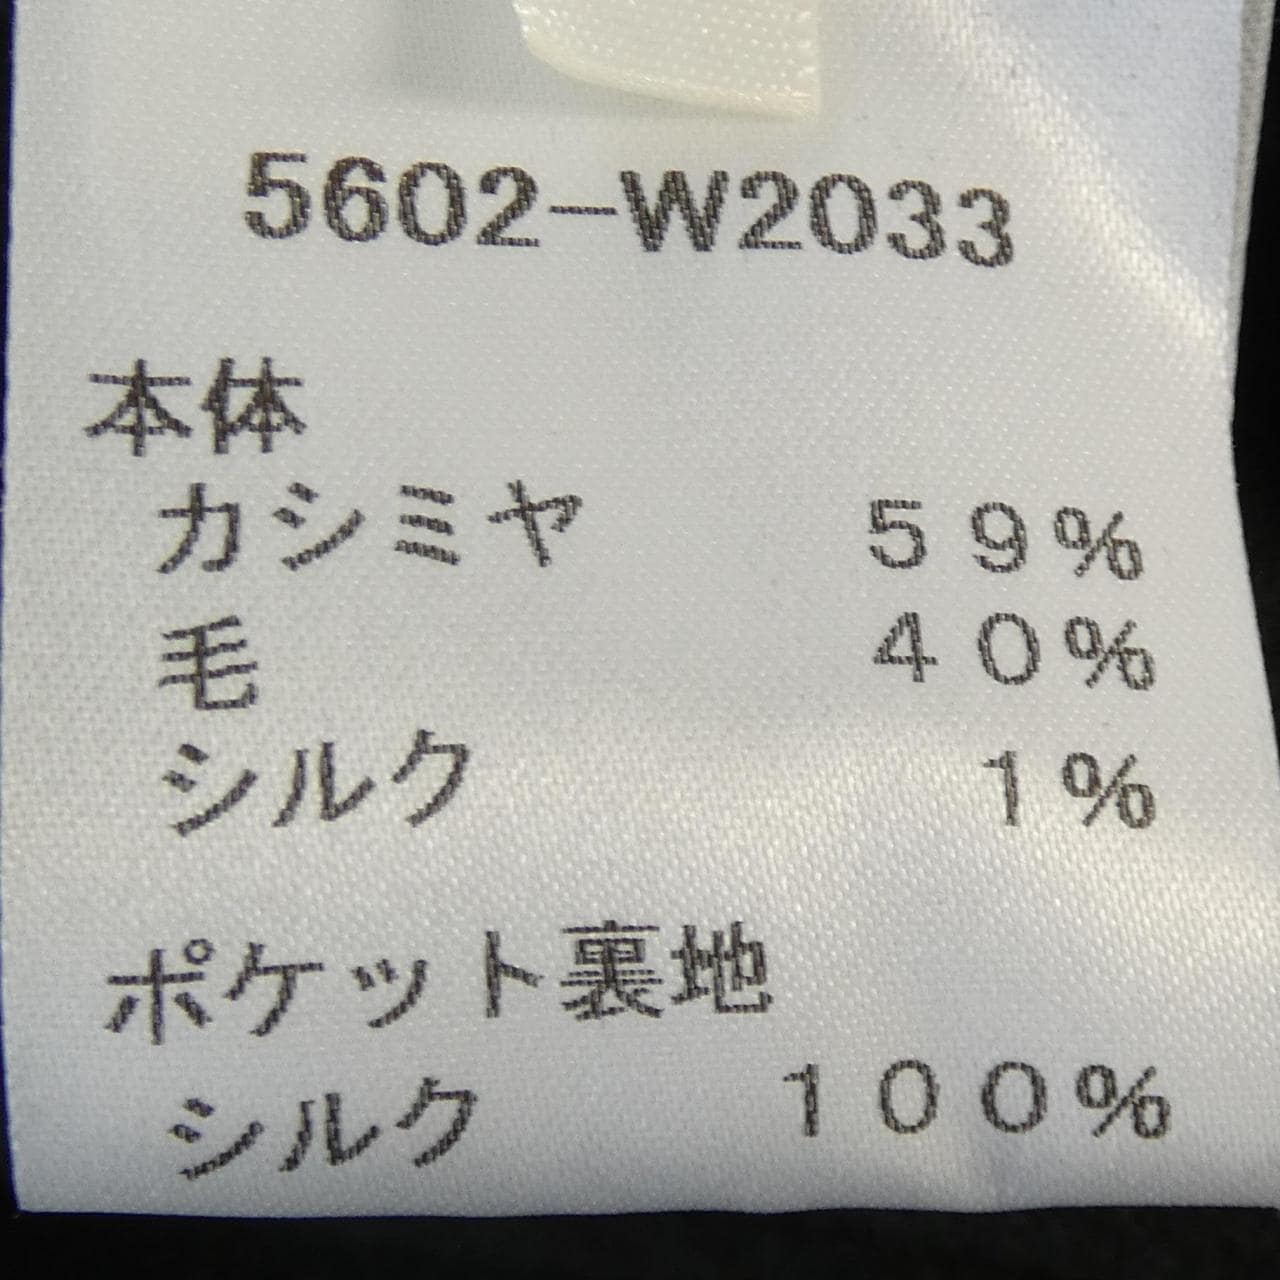 5602-W2033
本体
カシミヤ 59%
毛 40%
シルク 1%
ポケット裏地
シルク 100%